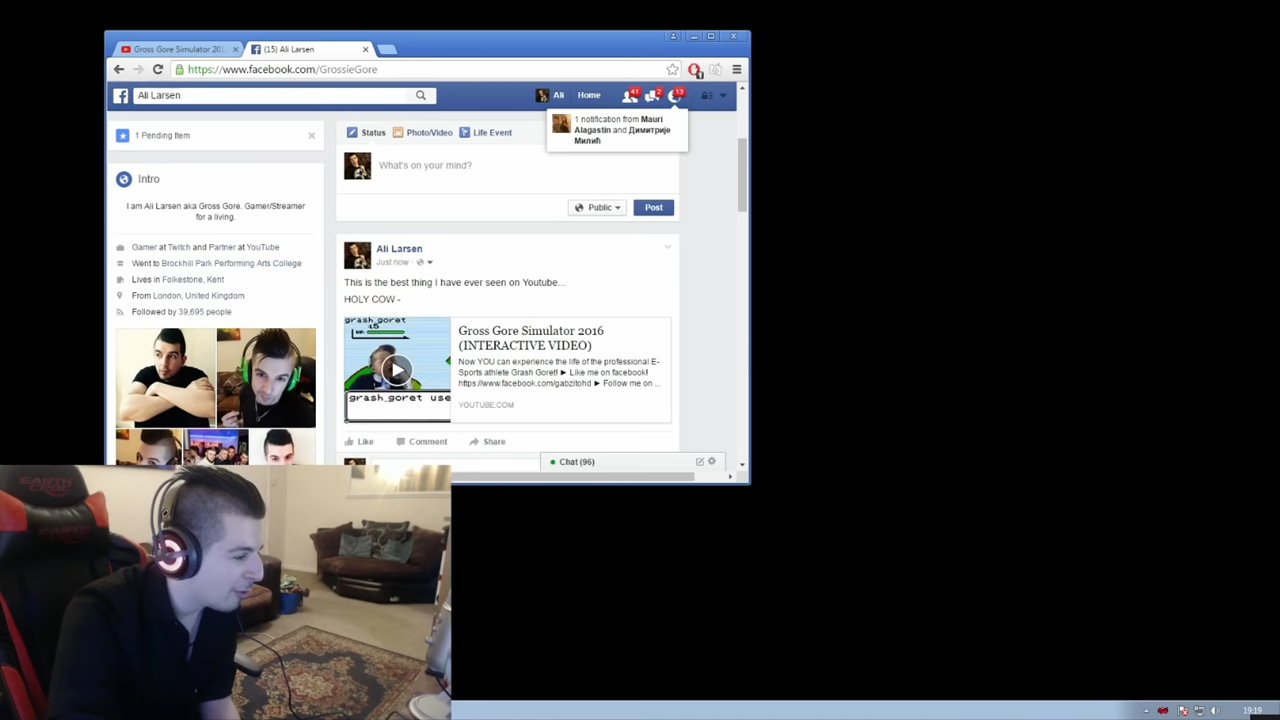 Gross Gore Simulator 201
(15) Ali Larsen
https://www.facebook.com/GrossieGore
Ali Larsen
Ali
Home
41
2
13
1 notification from Mauri
Alagastin and Димитрије
Милић
1 Pending Item
Status
Photo/Video
Life Event
What's on your mind?
Public
Post
Intro
I am Ali Larsen aka Gross Gore. Gamer/Streamer
for a living.
Gamer at Twitch and Partner at YouTube
Went to Brockhill Park Performing Arts College
Lives in Folkestone, Kent
From London, United Kingdom
Followed by 39,695 people
Ali Larsen
Just now
This is the best thing I have ever seen on Youtube...
HOLY COW -
grash_goret
:15
grash_goret use
Gross Gore Simulator 2016
(INTERACTIVE VIDEO)
Now YOU can experience the life of the professional E-
Sports athlete Grash Goret! ► Like me on facebook!
https://www.facebook.com/gabzitohd ► Follow me on ...
YOUTUBE.COM
Like
Comment
Share
Chat (96)
19:19